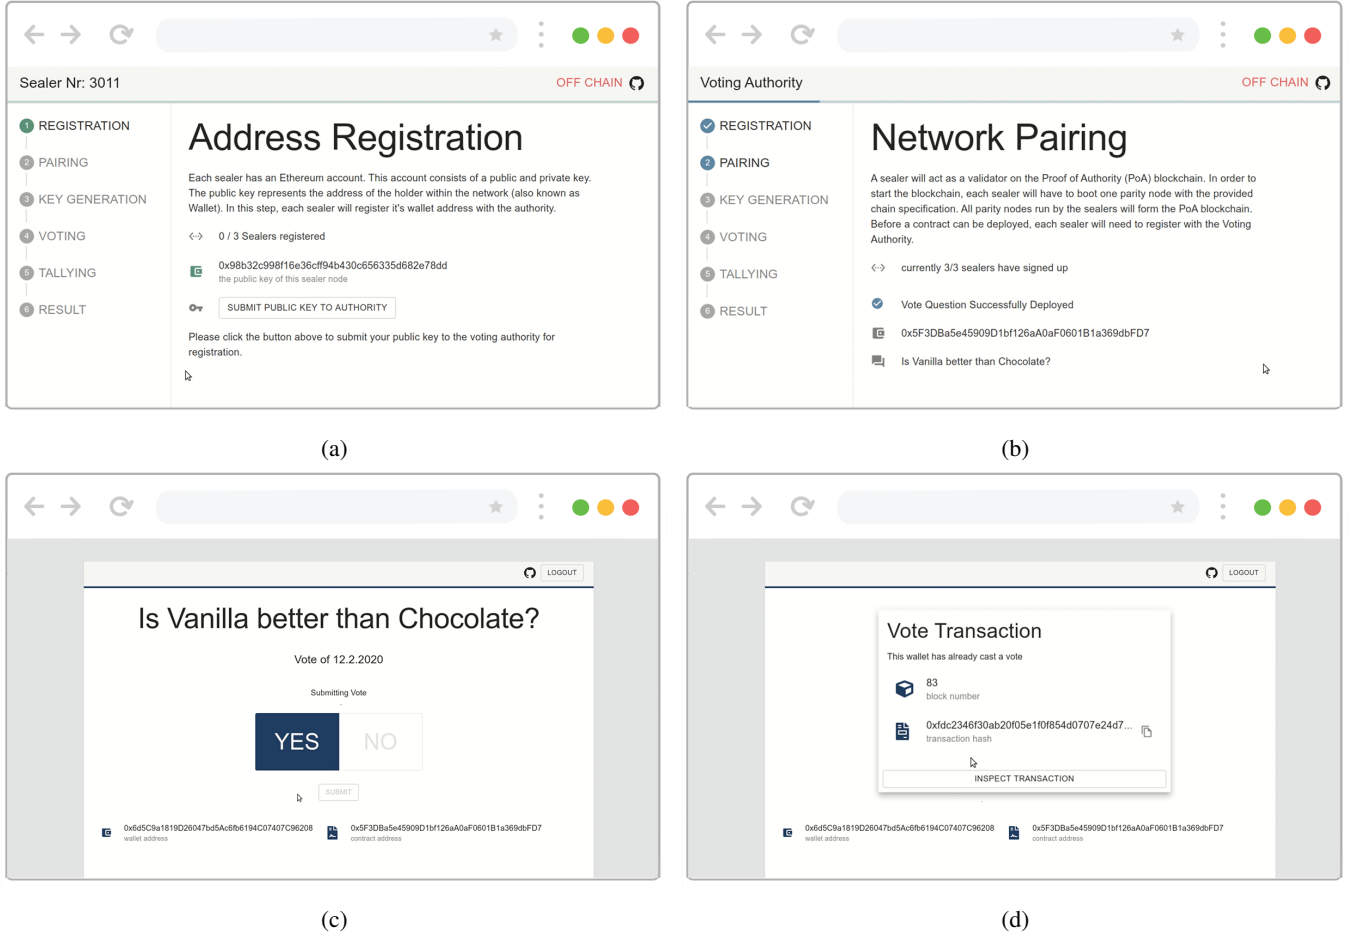 Sealer Nr: 3011
OFF CHAIN
1 REGISTRATION
2 PAIRING
3 KEY GENERATION
4 VOTING
5 TALLYING
6 RESULT
Address Registration
Each sealer has an Ethereum account. This account consists of a public and private key.
The public key represents the address of the holder within the network (also known as
Wallet). In this step, each sealer will register it's wallet address with the authority.
0 / 3 Sealers registered
0x98b32c998f16e36cff94b430c656335d682e78dd
the public key of this sealer node
SUBMIT PUBLIC KEY TO AUTHORITY
Please click the button above to submit your public key to the voting authority for
registration.
(a)
Voting Authority
OFF CHAIN
REGISTRATION
2 PAIRING
3 KEY GENERATION
4 VOTING
5 TALLYING
6 RESULT
Network Pairing
A sealer will act as a validator on the Proof of Authority (PoA) blockchain. In order to
start the blockchain, each sealer will have to boot one parity node with the provided
chain specification. All parity nodes run by the sealers will form the PoA blockchain.
Before a contract can be deployed, each sealer will need to register with the Voting
Authority.
currently 3/3 sealers have signed up
Vote Question Successfully Deployed
0x5F3DBa5e45909D1bf126aA0aF0601B1a369dbFD7
Is Vanilla better than Chocolate?
(b)
LOGOUT
Is Vanilla better than Chocolate?
Vote of 12.2.2020
Submitting Vote
YES NO
SUBMIT
0x6d5C9a1819D26047bd5Ac6fb6194C07407C96208
wallet address
0x5F3DBa5e45909D1bf126aA0aF0601B1a369dbFD7
contract address
(c)
LOGOUT
Vote Transaction
This wallet has already cast a vote
83
block number
0xfdc2346f30ab20f05e1f0f854d0707e24d7...
transaction hash
INSPECT TRANSACTION
0x6d5C9a1819D26047bd5Ac6fb6194C07407C96208
wallet address
0x5F3DBa5e45909D1bf126aA0aF0601B1a369dbFD7
contract address
(d)